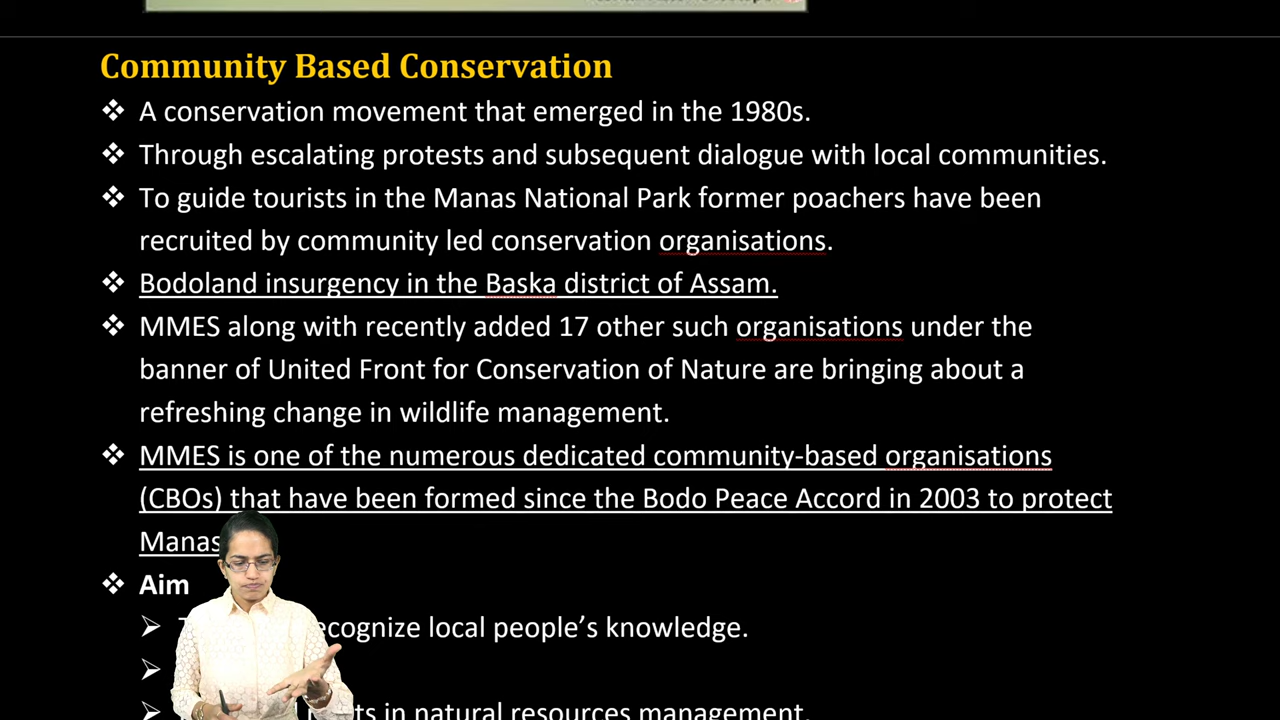 Community Based Conservation
❖ A conservation movement that emerged in the 1980s.
❖ Through escalating protests and subsequent dialogue with local communities.
❖ To guide tourists in the Manas National Park former poachers have been
recruited by community led conservation organisations.
❖ Bodoland insurgency in the Baska district of Assam.
❖ MMES along with recently added 17 other such organisations under the
banner of United Front for Conservation of Nature are bringing about a
refreshing change in wildlife management.
❖ MMES is one of the numerous dedicated community-based organisations
(CBOs) that have been formed since the Bodo Peace Accord in 2003 to protect
Manas
❖ Aim
➢ recognize local people’s knowledge.
➢
➢ in natural resources management.